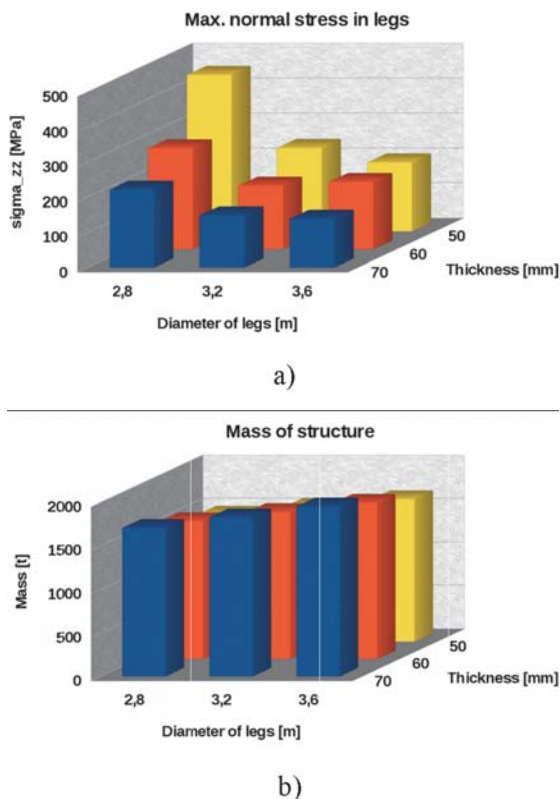 Max. normal stress in legs
500
400
300
200
100
0
sigma_zz [MPa]
50
60
70
Thickness [mm]
2,8 3,2 3,6
Diameter of legs [m]
a)
Mass of structure
2000
1500
1000
500
0
Mass [t]
50
60
70
Thickness [mm]
2,8 3,2 3,6
Diameter of legs [m]
b)